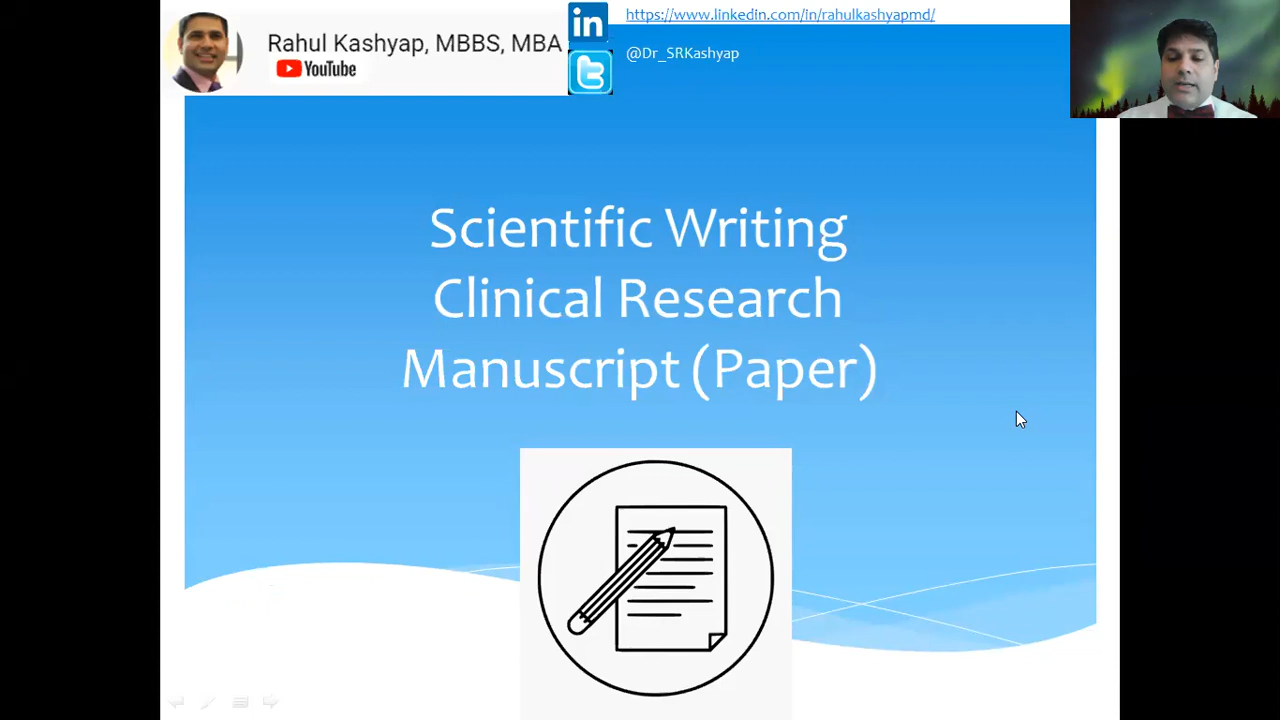 Rahul Kashyap, MBBS, MBA
YouTube
in
https://www.linkedin.com/in/rahulkashyapmd/
@Dr_SRKashyap
Scientific Writing
Clinical Research
Manuscript (Paper)